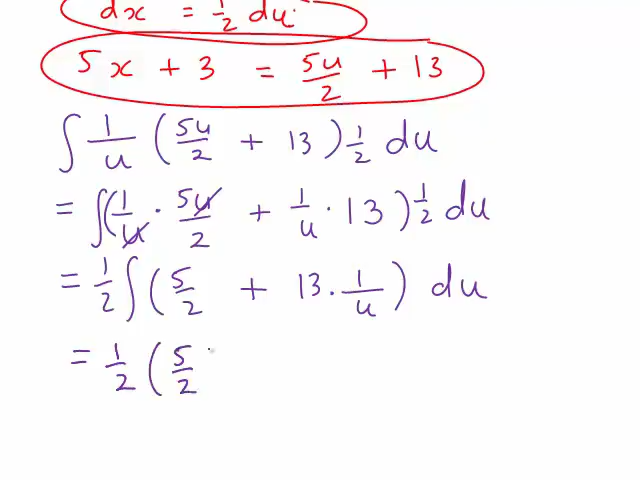 dx = 1/2 du
5x + 3 = 5u/2 + 13
∫ 1/u (5u/2 + 13) 1/2 du
= ∫(1/u · 5u/2 + 1/u · 13) 1/2 du
= 1/2 ∫ (5/2 + 13 · 1/u) du
= 1/2 (5/2